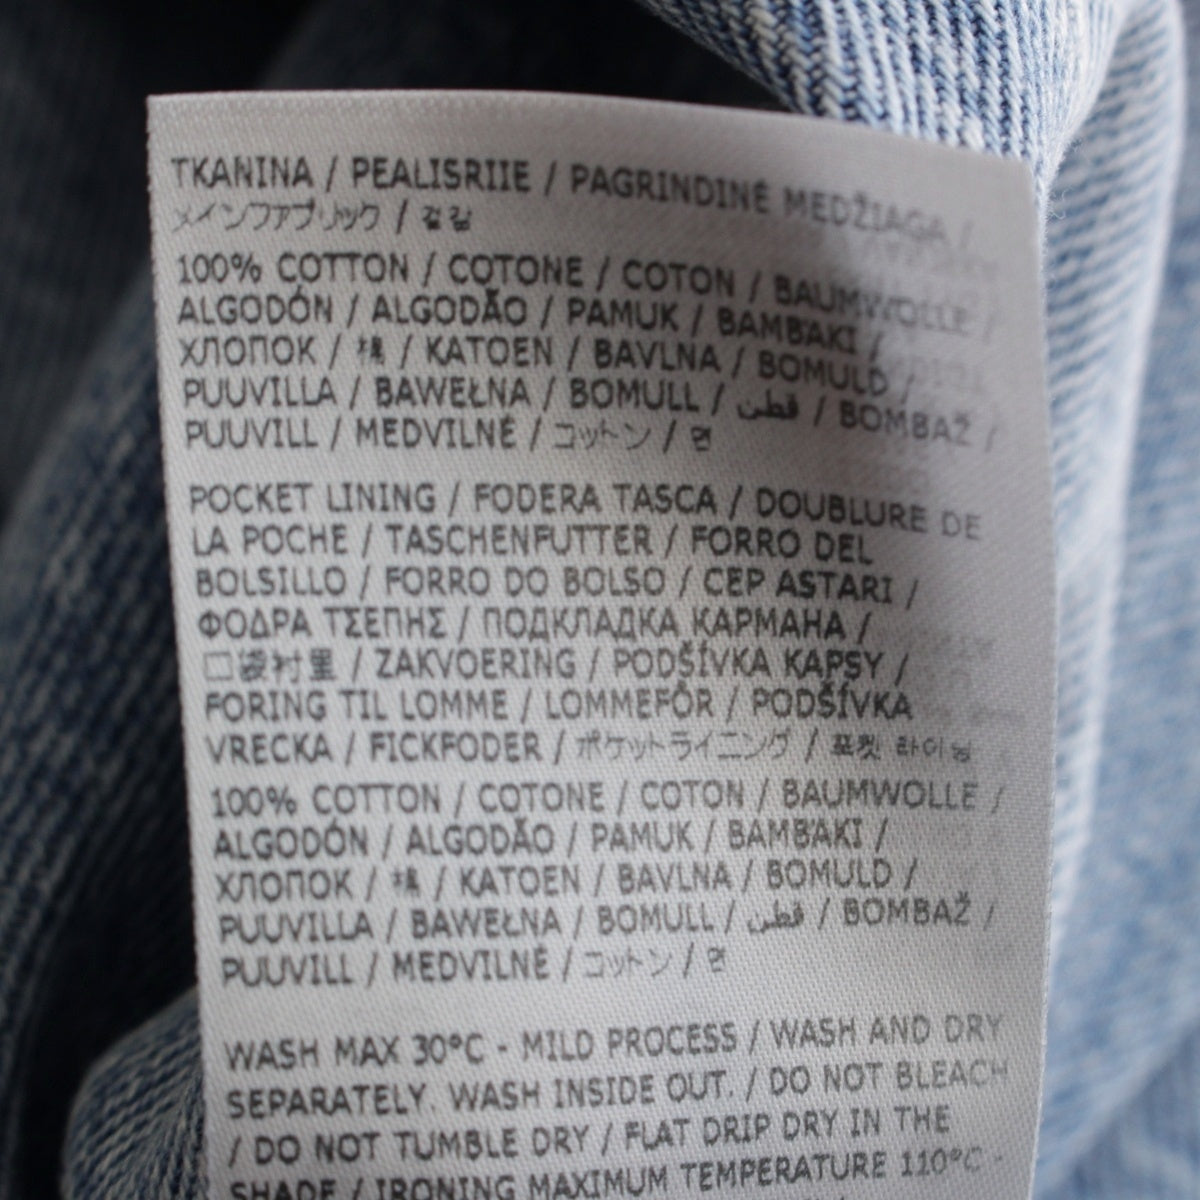 TKANINA / PEALISRIIE / PAGRINDINĖ MEDŽIAGA /
メインファブリック / 겉감
100% COTTON / COTONE / COTON / BAUMWOLLE /
ALGODÓN / ALGODÃO / PAMUK / ΒΑΜΒΆΚΙ /
ХЛОПОК / 棉 / KATOEN / BAVLNA / BOMULD /
PUUVILLA / BAWEŁNA / BOMULL / قطن / BOMBAŽ /
PUUVILL / MEDVILNĖ / コットン / 면
POCKET LINING / FODERA TASCA / DOUBLURE DE
LA POCHE / TASCHENFUTTER / FORRO DEL
BOLSILLO / FORRO DO BOLSO / CEP ASTARI /
ΦΟΔΡΑ ΤΣΕΠΗΣ / ПОДКЛАДКА КАРМАНА /
口袋衬里 / ZAKVOERING / PODŠÍVKA KAPSY /
FORING TIL LOMME / LOMMEFÔR / PODŠÍVKA
VRECKA / FICKFODER / ポケットライニング / 포켓 라이닝
100% COTTON / COTONE / COTON / BAUMWOLLE /
ALGODÓN / ALGODÃO / PAMUK / ΒΑΜΒΆΚΙ /
ХЛОПОК / 棉 / KATOEN / BAVLNA / BOMULD /
PUUVILLA / BAWEŁNA / BOMULL / قطن / BOMBAŽ /
PUUVILL / MEDVILNĖ / コットン / 면
WASH MAX 30°C - MILD PROCESS / WASH AND DRY
SEPARATELY. WASH INSIDE OUT. / DO NOT BLEACH
/ DO NOT TUMBLE DRY / FLAT DRIP DRY IN THE
SHADE / IRONING MAXIMUM TEMPERATURE 110°C -